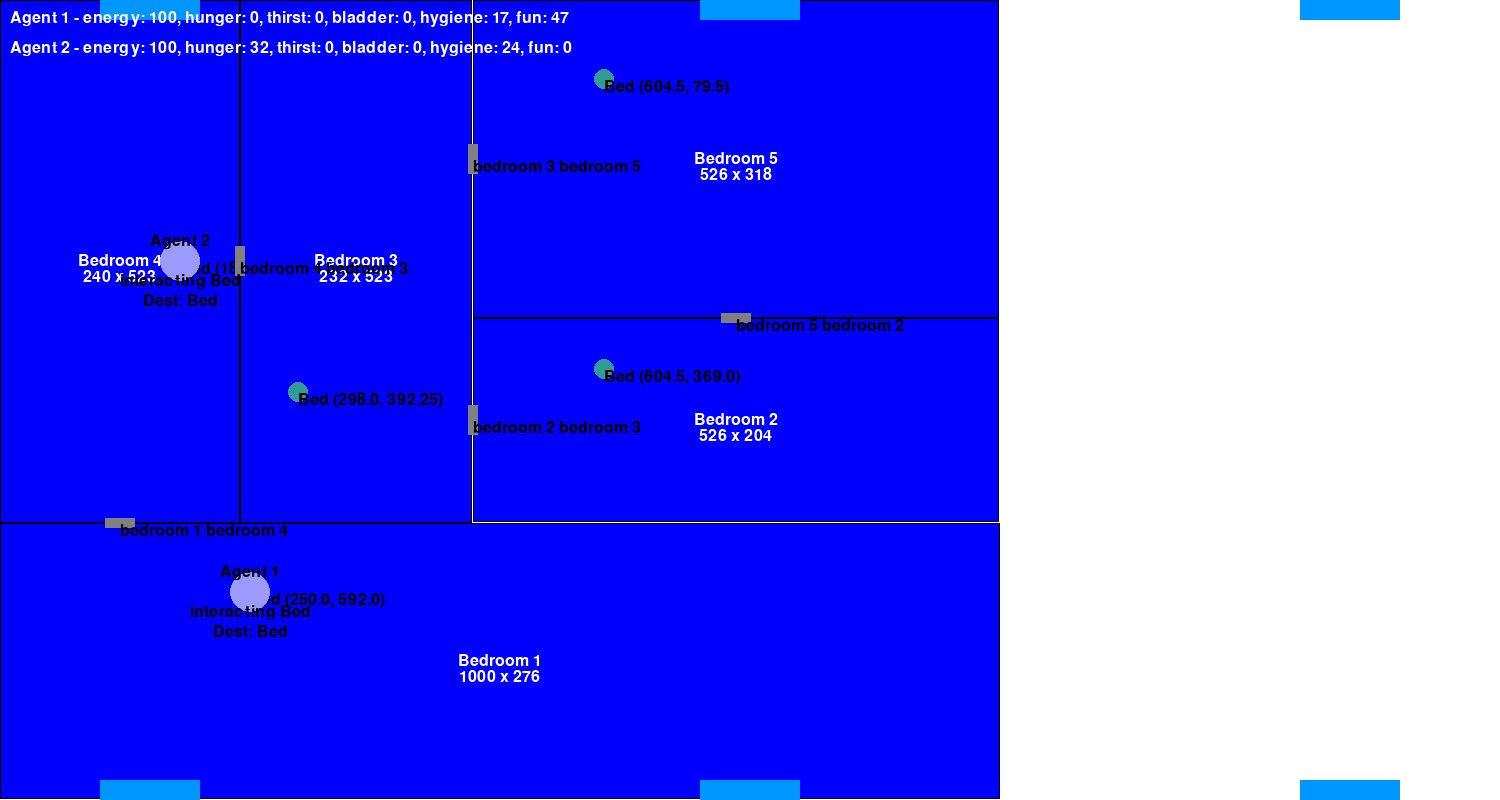 Agent 1 - energy: 100, hunger: 0, thirst: 0, bladder: 0, hygiene: 17, fun: 47
Agent 2 - energy: 100, hunger: 32, thirst: 0, bladder: 0, hygiene: 24, fun: 0
Bed (604.5, 79.5)
bedroom 3 bedroom 5
Bedroom 5
526 x 318
Agent 2
Bedroom 4
240 x 523
bedroom 4 bedroom 3
Bedroom 3
232 x 523
interacting Bed
Dest: Bed
bedroom 5 bedroom 2
Bed (604.5, 369.0)
Bed (298.0, 392.25)
bedroom 2 bedroom 3
Bedroom 2
526 x 204
bedroom 1 bedroom 4
Agent 1
(250.0, 592.0)
interacting Bed
Dest: Bed
Bedroom 1
1000 x 276